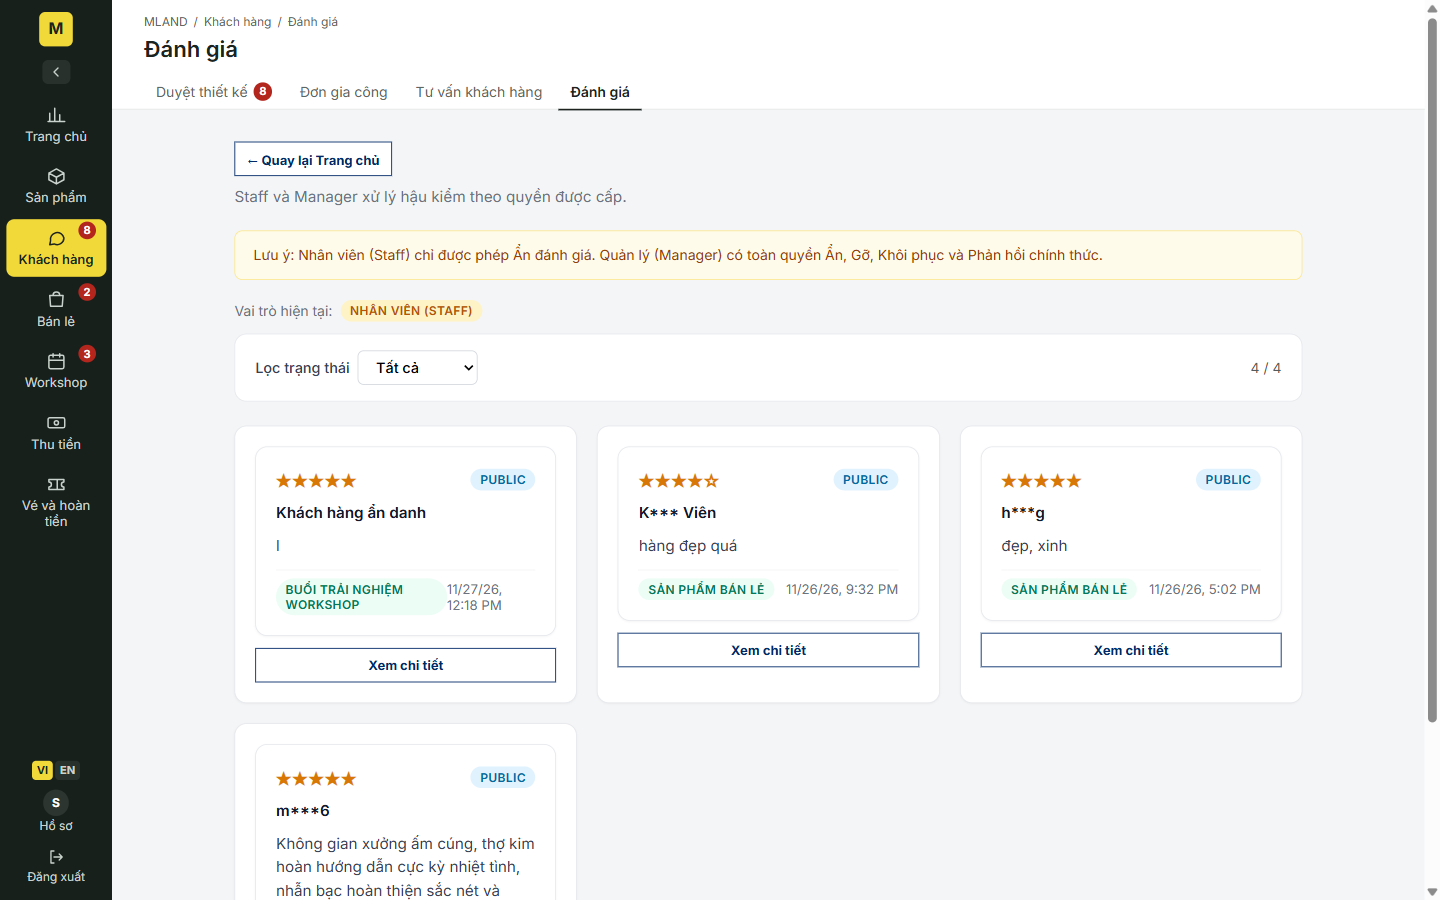 M
Trang chủ
Sản phẩm
8
Khách hàng
2
Bán lẻ
3
Workshop
Thu tiền
Vé và hoàn
tiền
VI EN
S
Hồ sơ
Đăng xuất
MLAND / Khách hàng / Đánh giá
Đánh giá
Duyệt thiết kế 8 Đơn gia công Tư vấn khách hàng Đánh giá
← Quay lại Trang chủ
Staff và Manager xử lý hậu kiểm theo quyền được cấp.
Lưu ý: Nhân viên (Staff) chỉ được phép Ẩn đánh giá. Quản lý (Manager) có toàn quyền Ẩn, Gỡ, Khôi phục và Phản hồi chính thức.
Vai trò hiện tại: NHÂN VIÊN (STAFF)
Lọc trạng thái Tất cả 4 / 4
★★★★★ PUBLIC
Khách hàng ẩn danh
l
BUỔI TRẢI NGHIỆM
WORKSHOP
11/27/26,
12:18 PM
Xem chi tiết
★★★★☆ PUBLIC
K*** Viên
hàng đẹp quá
SẢN PHẨM BÁN LẺ 11/26/26, 9:32 PM
Xem chi tiết
★★★★★ PUBLIC
h***g
đẹp, xinh
SẢN PHẨM BÁN LẺ 11/26/26, 5:02 PM
Xem chi tiết
★★★★★ PUBLIC
m***6
Không gian xưởng ấm cúng, thợ kim
hoàn hướng dẫn cực kỳ nhiệt tình,
nhẫn bạc hoàn thiện sắc nét và